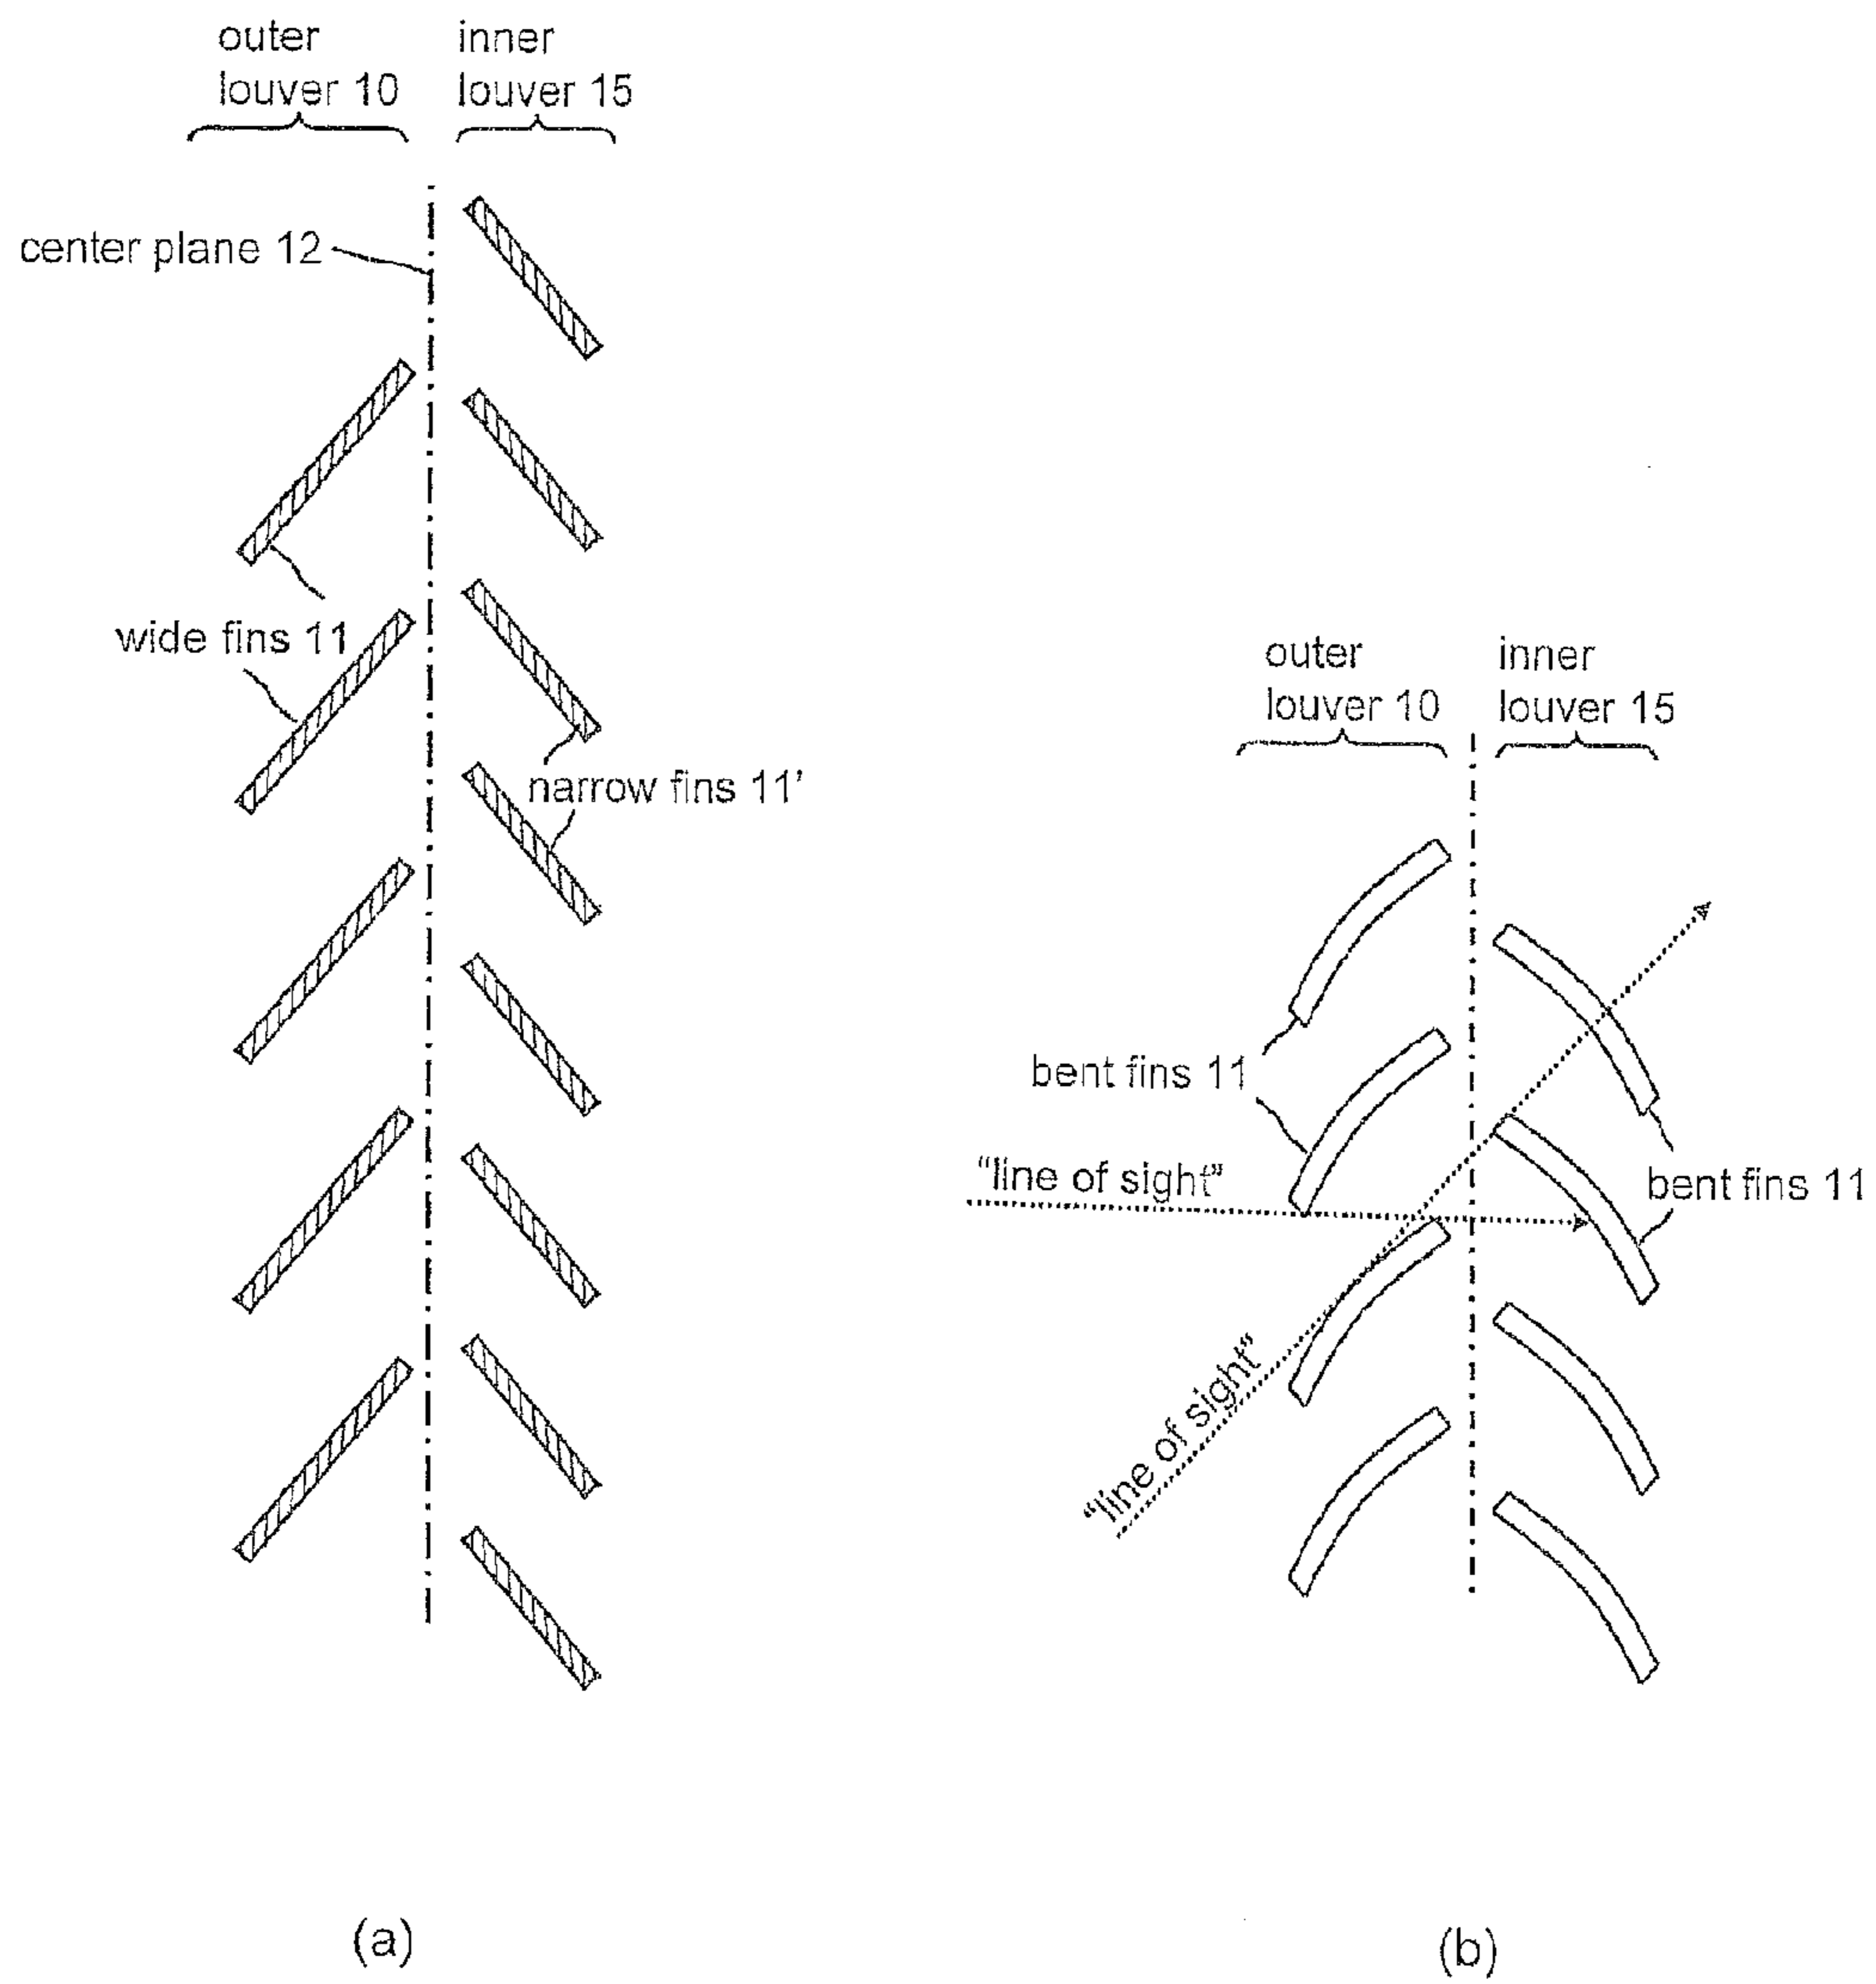 outer
louver 10
inner
louver 15
center plane 12
wide fins 11
narrow fins 11'
(a)
outer
louver 10
inner
louver 15
bent fins 11
"line of sight"
bent fins 11
"line of sight"
(b)